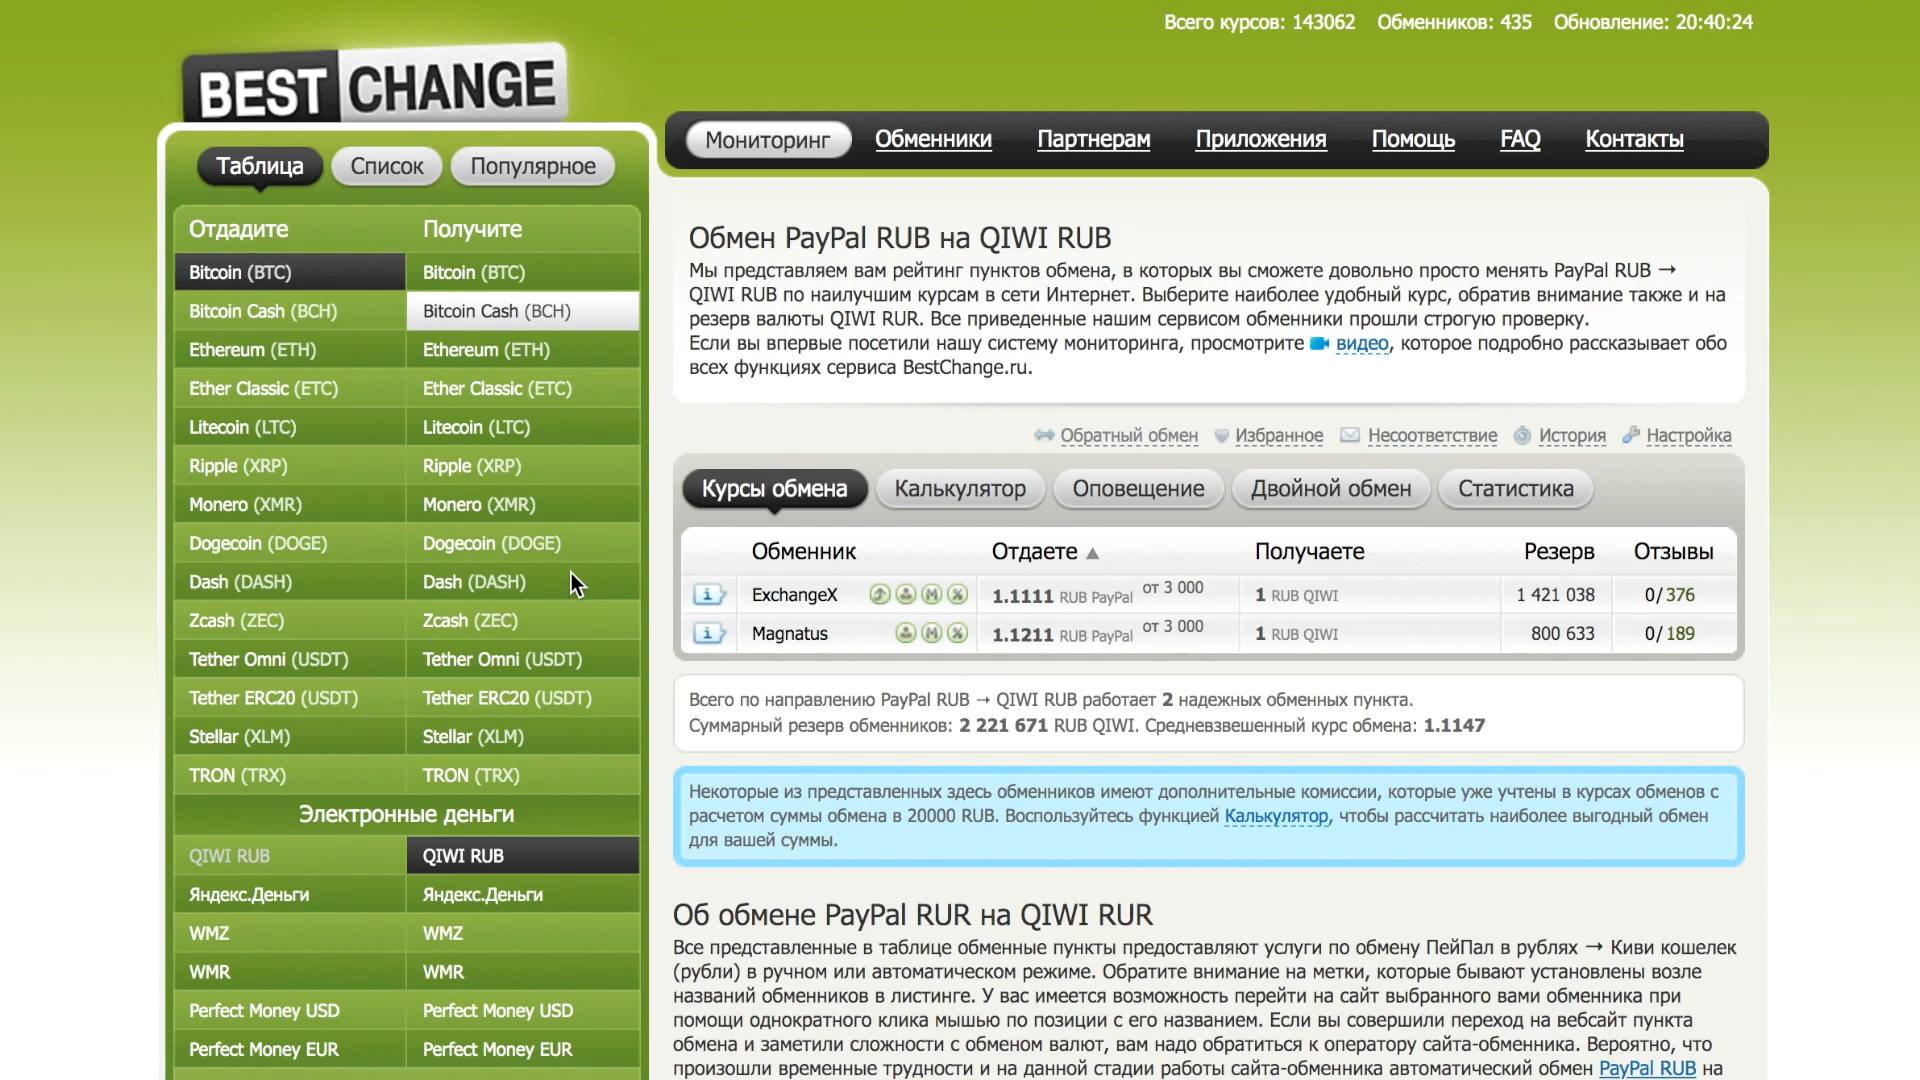 Всего курсов: 143062 Обменников: 435 Обновление: 20:40:24
BEST CHANGE
Мониторинг Обменники Партнерам Приложения Помощь FAQ Контакты
Таблица Список Популярное
Отдадите Получите
Bitcoin (BTC) Bitcoin (BTC)
Bitcoin Cash (BCH) Bitcoin Cash (BCH)
Ethereum (ETH) Ethereum (ETH)
Ether Classic (ETC) Ether Classic (ETC)
Litecoin (LTC) Litecoin (LTC)
Ripple (XRP) Ripple (XRP)
Monero (XMR) Monero (XMR)
Dogecoin (DOGE) Dogecoin (DOGE)
Dash (DASH) Dash (DASH)
Zcash (ZEC) Zcash (ZEC)
Tether Omni (USDT) Tether Omni (USDT)
Tether ERC20 (USDT) Tether ERC20 (USDT)
Stellar (XLM) Stellar (XLM)
TRON (TRX) TRON (TRX)
Электронные деньги
QIWI RUB QIWI RUB
Яндекс.Деньги Яндекс.Деньги
WMZ WMZ
WMR WMR
Perfect Money USD Perfect Money USD
Perfect Money EUR Perfect Money EUR
Обмен PayPal RUB на QIWI RUB
Мы представляем вам рейтинг пунктов обмена, в которых вы сможете довольно просто менять PayPal RUB →
QIWI RUB по наилучшим курсам в сети Интернет. Выберите наиболее удобный курс, обратив внимание также и на
резерв валюты QIWI RUR. Все приведенные нашим сервисом обменники прошли строгую проверку.
Если вы впервые посетили нашу систему мониторинга, просмотрите видео, которое подробно рассказывает обо
всех функциях сервиса BestChange.ru.
Обратный обмен Избранное Несоответствие История Настройка
Курсы обмена Калькулятор Оповещение Двойной обмен Статистика
Обменник Отдаете ▲ Получаете Резерв Отзывы
ExchangeX 1.1111 RUB PayPal от 3 000 1 RUB QIWI 1 421 038 0/376
Magnatus 1.1211 RUB PayPal от 3 000 1 RUB QIWI 800 633 0/189
Всего по направлению PayPal RUB → QIWI RUB работает 2 надежных обменных пункта.
Суммарный резерв обменников: 2 221 671 RUB QIWI. Средневзвешенный курс обмена: 1.1147
Некоторые из представленных здесь обменников имеют дополнительные комиссии, которые уже учтены в курсах обменов с
расчетом суммы обмена в 20000 RUB. Воспользуйтесь функцией Калькулятор, чтобы рассчитать наиболее выгодный обмен
для вашей суммы.
Об обмене PayPal RUR на QIWI RUR
Все представленные в таблице обменные пункты предоставляют услуги по обмену ПейПал в рублях → Киви кошелек
(рубли) в ручном или автоматическом режиме. Обратите внимание на метки, которые бывают установлены возле
названий обменников в листинге. У вас имеется возможность перейти на сайт выбранного вами обменника при
помощи однократного клика мышью по позиции с его названием. Если вы совершили переход на вебсайт пункта
обмена и заметили сложности с обменом валют, вам надо обратиться к оператору сайта-обменника. Вероятно, что
произошли временные трудности и на данной стадии работы сайта-обменника автоматический обмен PayPal RUB на